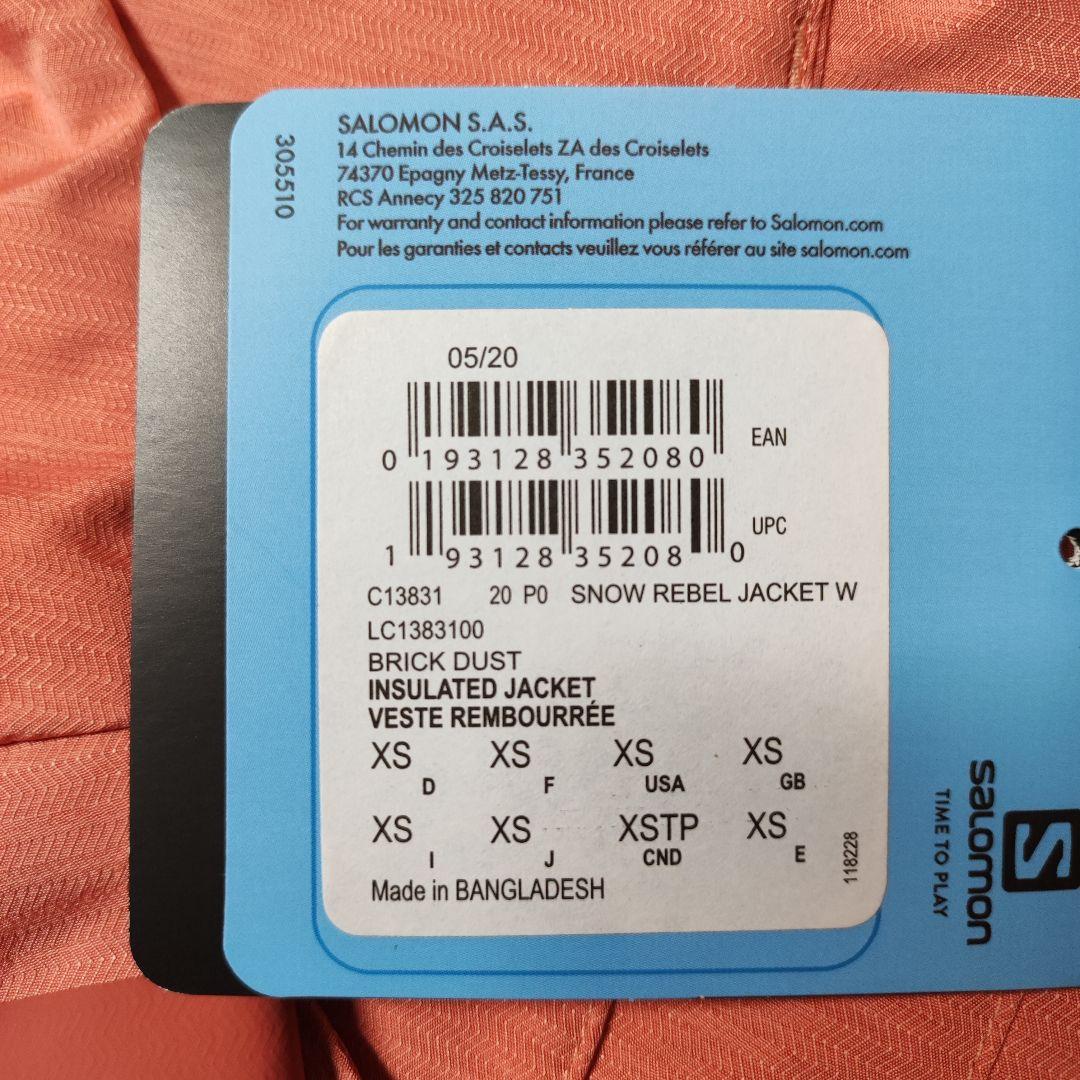 305510
SALOMON S.A.S.
14 Chemin des Croiselets ZA des Croiselets
74370 Epagny Metz-Tessy, France
RCS Annecy 325 820 751
For warranty and contact information please refer to Salomon.com
Pour les garanties et contacts veuillez vous référer au site salomon.com
05/20
0 193128 352080 EAN
1 93128 35208 0 UPC
C13831 20 P0 SNOW REBEL JACKET W
LC1383100
BRICK DUST
INSULATED JACKET
VESTE REMBOURRÉE
XS XS XS XS
D F USA GB
XS XS XSTP XS
I J CND E
Made in BANGLADESH
118228
salomon
TIME TO PLAY
S